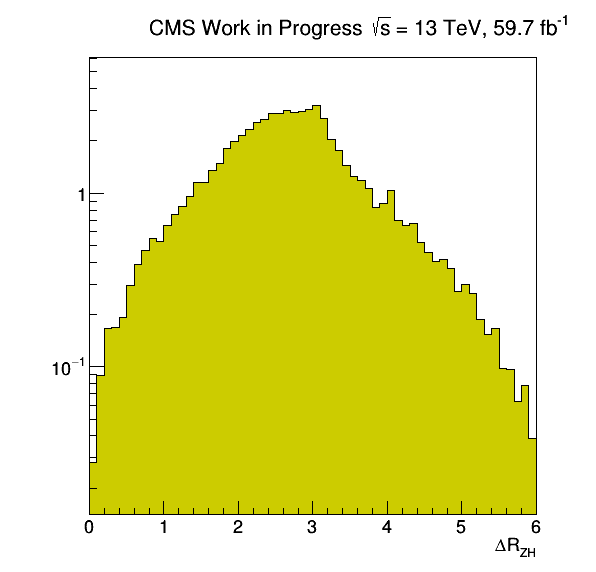 CMS Work in Progress √s = 13 TeV, 59.7 fb⁻¹
1
10⁻¹
0 1 2 3 4 5 6
ΔR_ZH